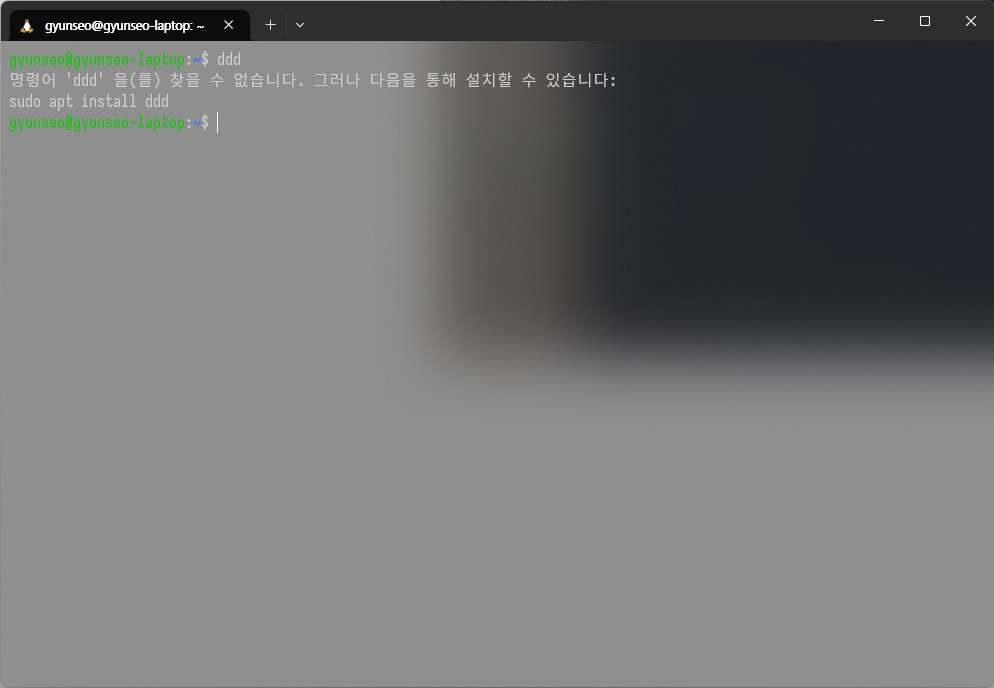 gyunseo@gyunseo-laptop: ~
gyunseo@gyunseo-laptop:~$ ddd
명령어 'ddd' 을(를) 찾을 수 없습니다. 그러나 다음을 통해 설치할 수 있습니다:
sudo apt install ddd
gyunseo@gyunseo-laptop:~$